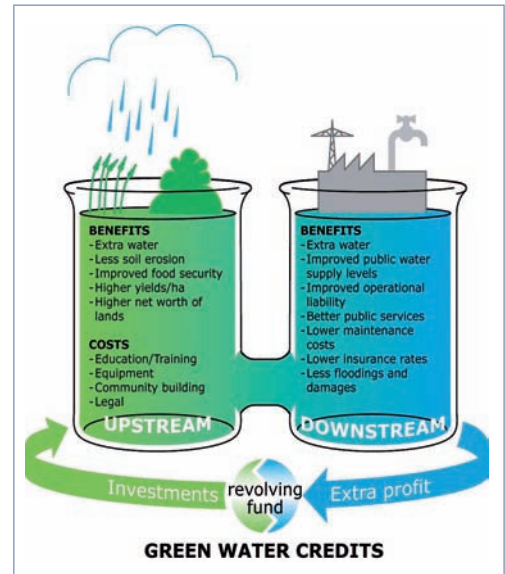 BENEFITS
-Extra water
-Less soil erosion
-Improved food security
-Higher yields/ha
-Higher net worth of
lands
COSTS
-Education/Training
-Equipment
-Community building
-Legal
UPSTREAM
BENEFITS
-Extra water
-Improved public water
supply levels
-Improved operational
liability
-Better public services
-Lower maintenance
costs
-Lower insurance rates
-Less floodings and
damages
DOWNSTREAM
Investments
revolving
fund
Extra profit
GREEN WATER CREDITS